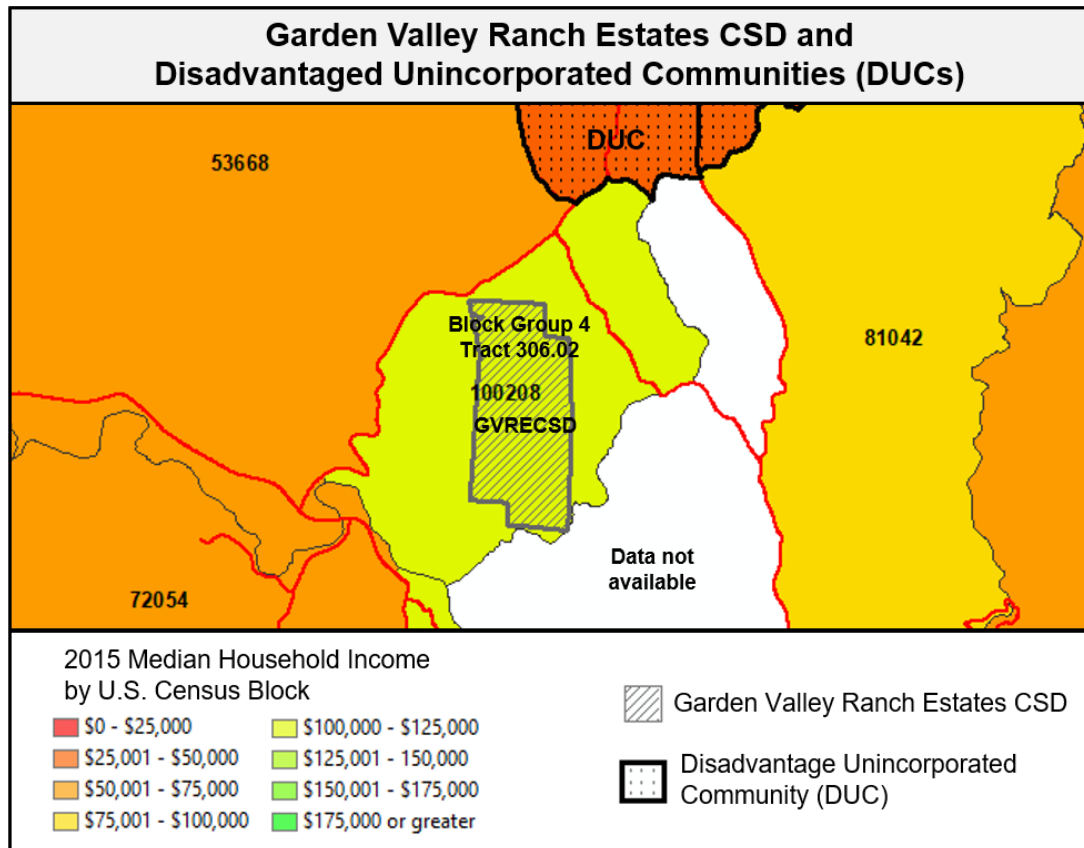 Garden Valley Ranch Estates CSD and
Disadvantaged Unincorporated Communities (DUCs)
DUC
53668
Block Group 4
Tract 306.02
81042
100208
GVRECSD
Data not
available
72054
2015 Median Household Income
by U.S. Census Block
$0 - $25,000
$25,001 - $50,000
$50,001 - $75,000
$75,001 - $100,000
$100,000 - $125,000
$125,001 - 150,000
$150,001 - $175,000
$175,000 or greater
Garden Valley Ranch Estates CSD
Disadvantage Unincorporated
Community (DUC)